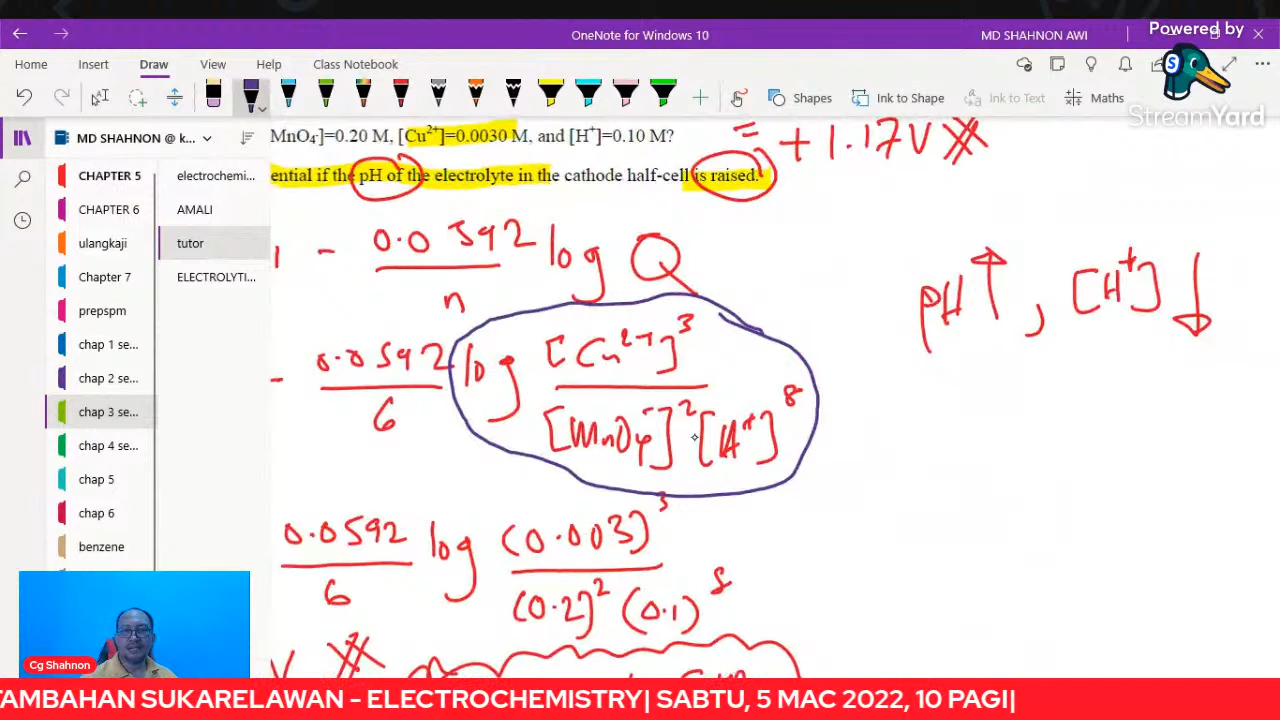 OneNote for Windows 10
MD SHAHNON AWI
Powered by
StreamYard
Home Insert Draw View Help Class Notebook
Shapes Ink to Shape Ink to Text Maths
MD SHAHNON @ k...
CHAPTER 5
CHAPTER 6
ulangkaji
Chapter 7
prepspm
chap 1 se...
chap 2 se...
chap 3 se...
chap 4 se...
chap 5
chap 6
benzene
electrochemi...
AMALI
tutor
ELECTROLYTI...
MnO₄⁻]=0.20 M, [Cu²⁺]=0.0030 M, and [H⁺]=0.10 M?
= + 1.17V
ential if the pH of the electrolyte in the cathode half-cell is raised.
- 0.0592/n log Q
pH ↑, [H⁺] ↓
- 0.0592/6 log [Cu²⁺]³/[MnO₄⁻]²[H⁺]⁸
0.0592/6 log (0.003)³/(0.2)² (0.1)⁸
V
Cg Shahnon
TAMBAHAN SUKARELAWAN - ELECTROCHEMISTRY| SABTU, 5 MAC 2022, 10 PAGI|